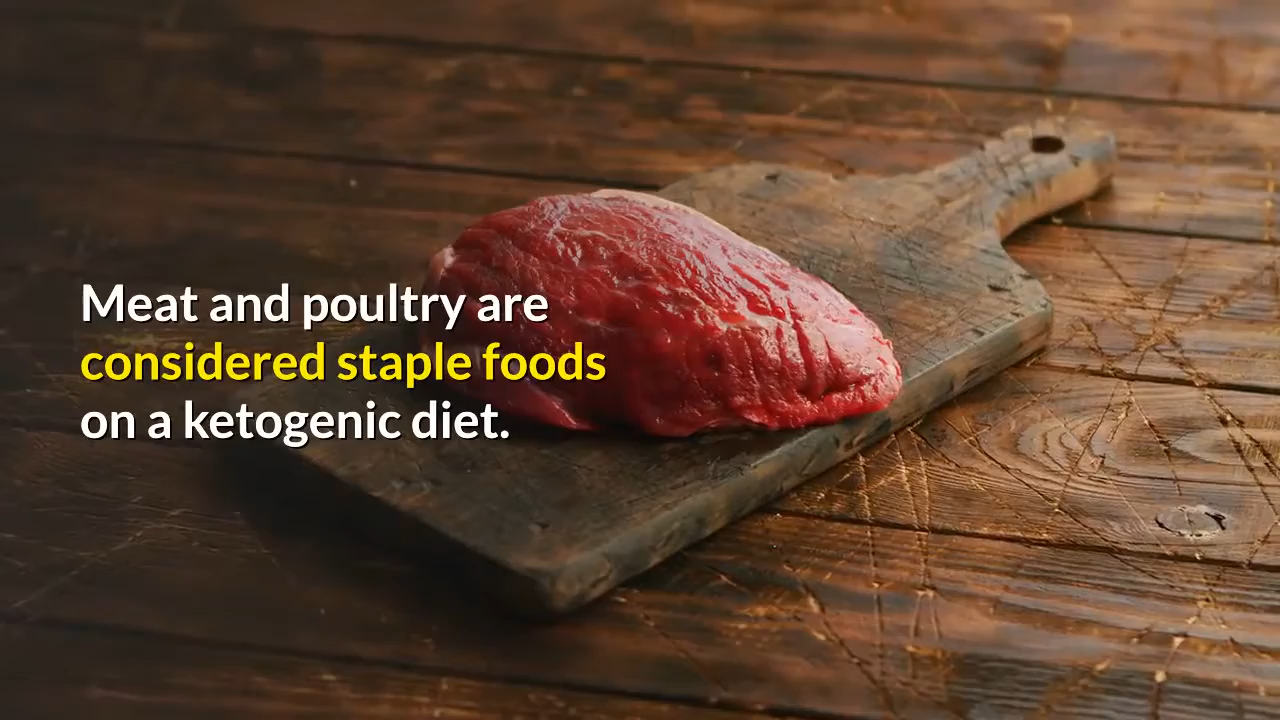 Meat and poultry are
considered staple foods
on a ketogenic diet.